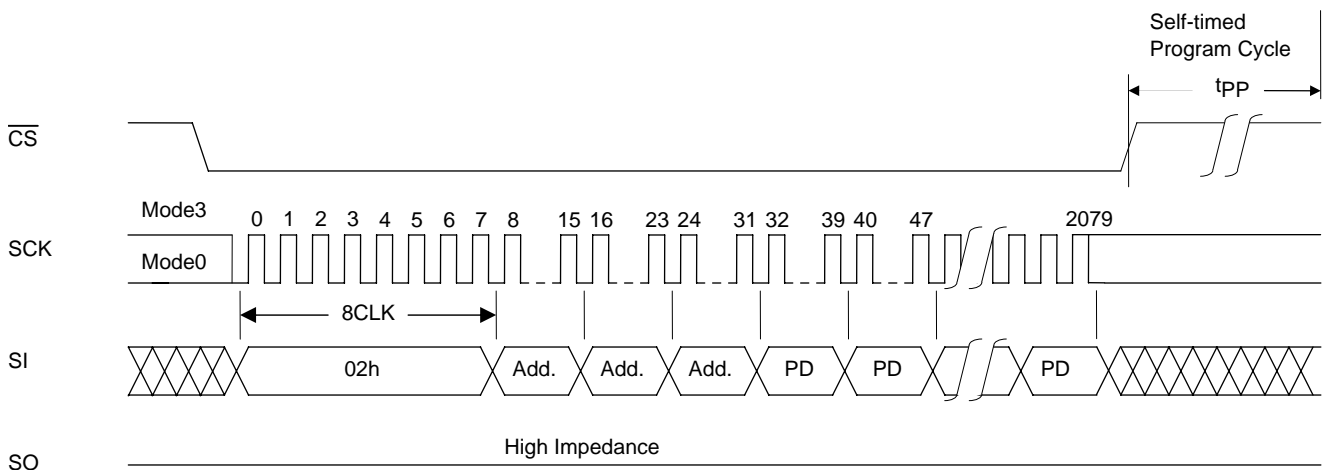 Self-timed
Program Cycle
tPP
CS
Mode3
0 1 2 3 4 5 6 7 8 15 16 23 24 31 32 39 40 47 2079
SCK
Mode0
8CLK
SI
02h Add. Add. Add. PD PD PD
High Impedance
SO